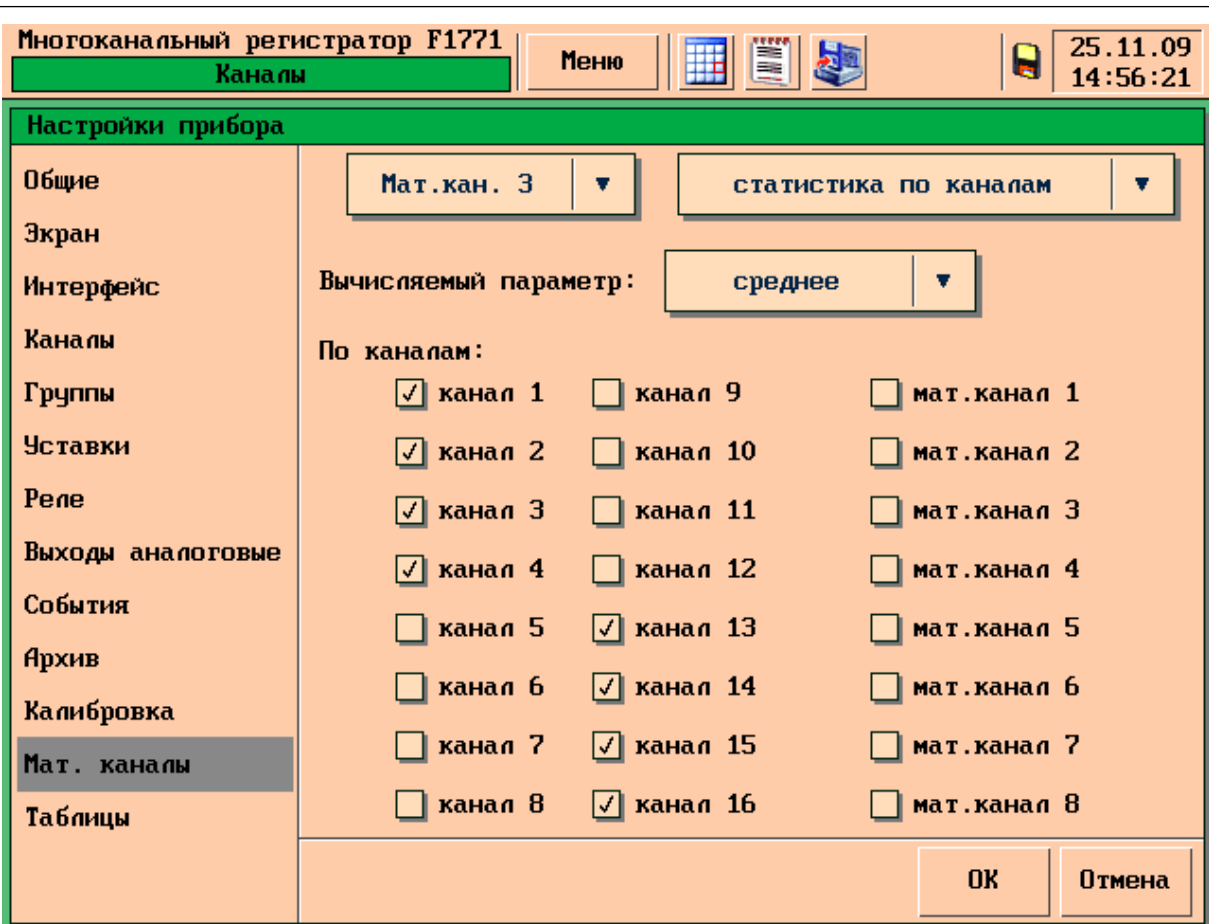 Многоканальный регистратор F1771
Каналы
Меню
25.11.09
14:56:21
Настройки прибора
Общие
Экран
Интерфейс
Каналы
Группы
Уставки
Реле
Выходы аналоговые
События
Архив
Калибровка
Мат. каналы
Таблицы
Мат.кан. 3
статистика по каналам
Вычисляемый параметр:
среднее
По каналам:
канал 1 канал 9 мат.канал 1
канал 2 канал 10 мат.канал 2
канал 3 канал 11 мат.канал 3
канал 4 канал 12 мат.канал 4
канал 5 канал 13 мат.канал 5
канал 6 канал 14 мат.канал 6
канал 7 канал 15 мат.канал 7
канал 8 канал 16 мат.канал 8
ОК Отмена